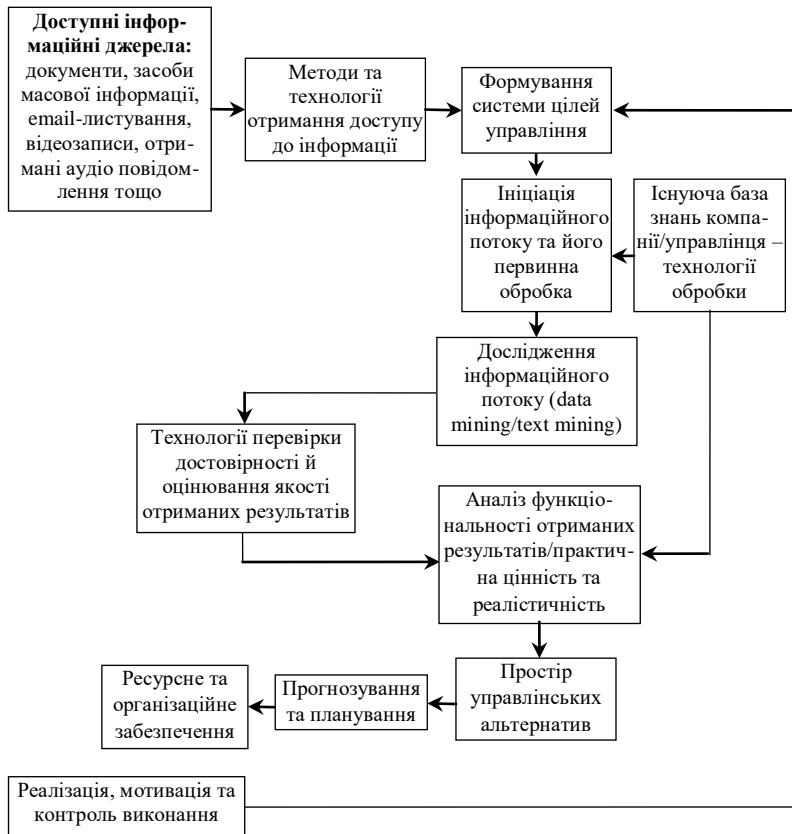 Доступні інфор-
маційні джерела:
документи, засоби
масової інформації,
email-листування,
відеозаписи, отри-
мані аудіо повідом-
лення тощо
Методи та
технології
отримання доступу
до інформації
Формування
системи цілей
управління
Ініціація
інформаційного
потоку та його
первинна
обробка
Існуюча база
знань компа-
нії/управлінця –
технології
обробки
Дослідження
інформаційного
потоку (data
mining/text mining)
Технології перевірки
достовірності й
оцінювання якості
отриманих результатів
Аналіз функціо-
нальності отриманих
результатів/практич-
на цінність та
реалістичність
Простір
управлінських
альтернатив
Прогнозування
та планування
Ресурсне та
організаційне
забезпечення
Реалізація, мотивація та
контроль виконання